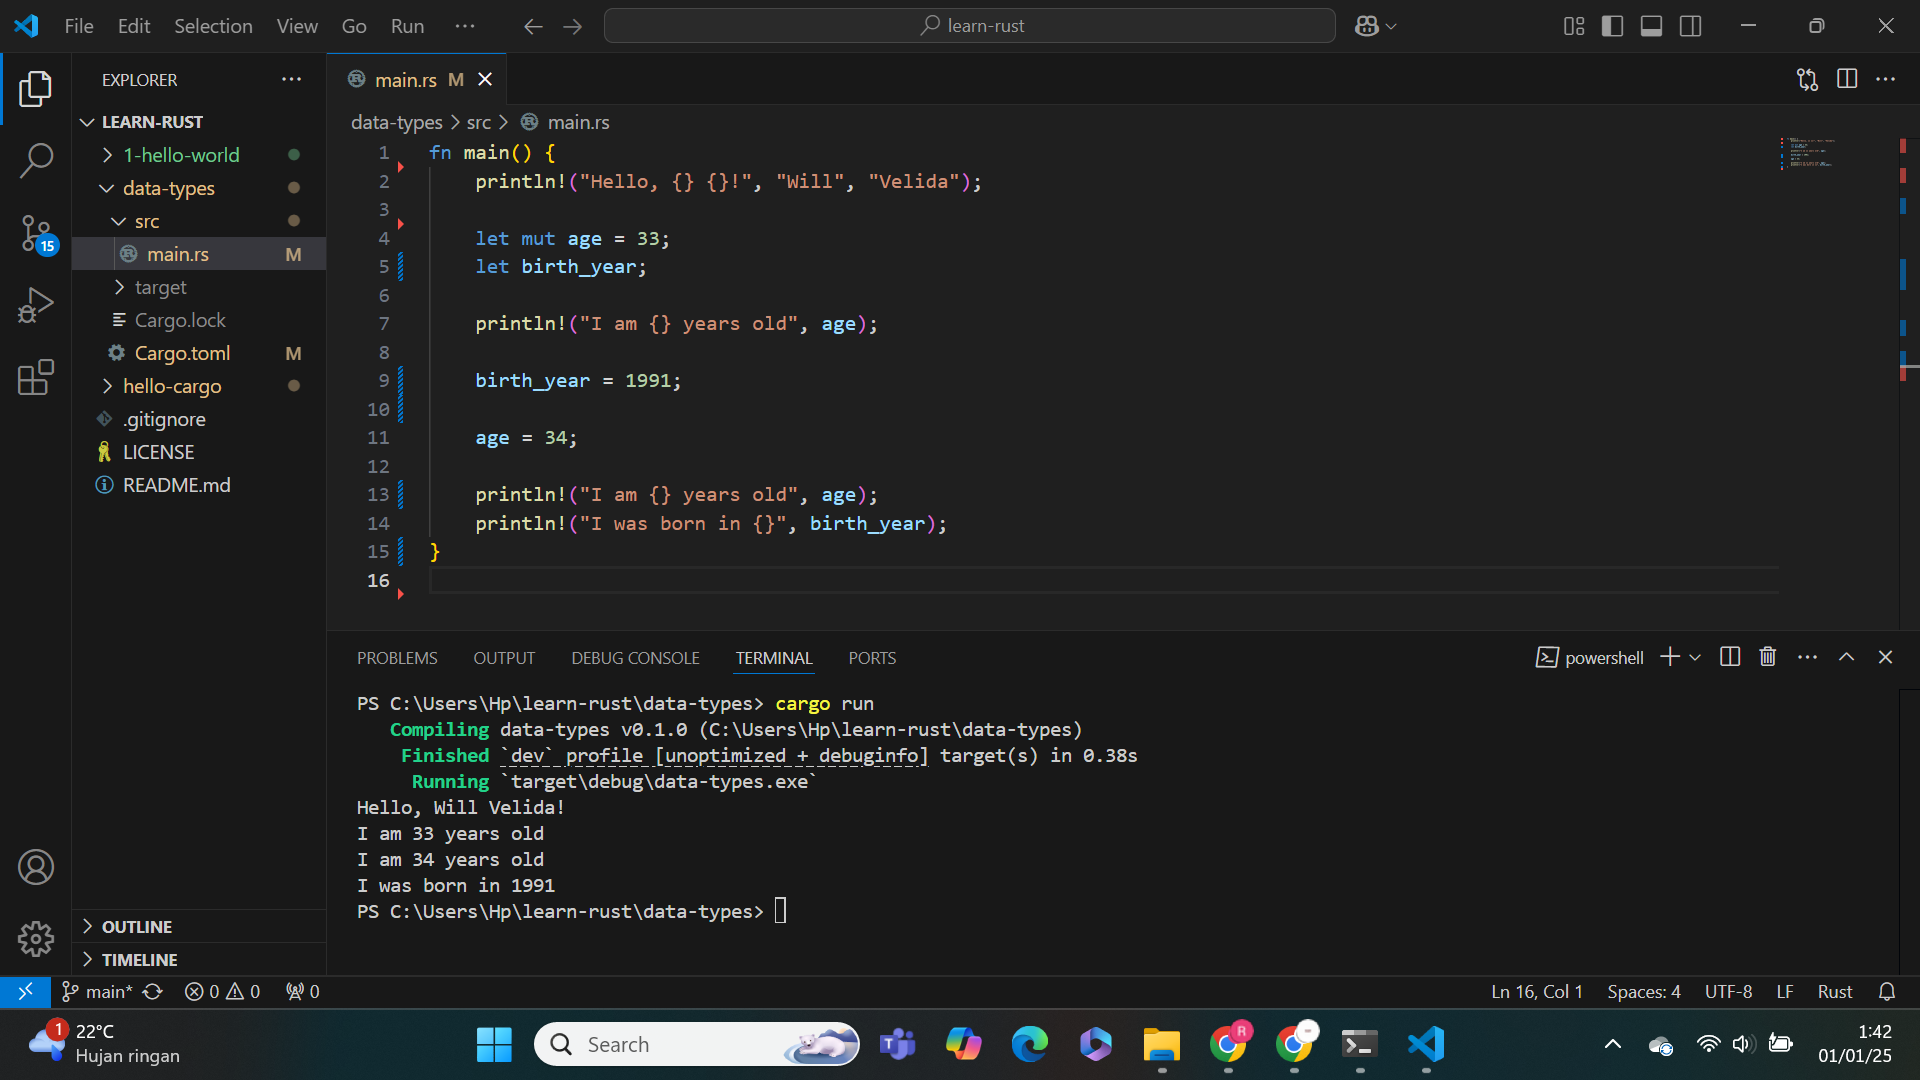 File Edit Selection View Go Run
learn-rust
EXPLORER
main.rs M
LEARN-RUST
1-hello-world
data-types
src
main.rs M
target
Cargo.lock
Cargo.toml M
hello-cargo
.gitignore
LICENSE
README.md
15
OUTLINE
TIMELINE
data-types > src > main.rs
1 fn main() {
2 println!("Hello, {} {}!", "Will", "Velida");
3
4 let mut age = 33;
5 let birth_year;
6
7 println!("I am {} years old", age);
8
9 birth_year = 1991;
10
11 age = 34;
12
13 println!("I am {} years old", age);
14 println!("I was born in {}", birth_year);
15 }
16
PROBLEMS OUTPUT DEBUG CONSOLE TERMINAL PORTS
powershell
PS C:\Users\Hp\learn-rust\data-types> cargo run
Compiling data-types v0.1.0 (C:\Users\Hp\learn-rust\data-types)
Finished `dev` profile [unoptimized + debuginfo] target(s) in 0.38s
Running `target\debug\data-types.exe`
Hello, Will Velida!
I am 33 years old
I am 34 years old
I was born in 1991
PS C:\Users\Hp\learn-rust\data-types>
main* 0 0 0
Ln 16, Col 1 Spaces: 4 UTF-8 LF Rust
1
22°C
Hujan ringan
Search
R
1:42
01/01/25